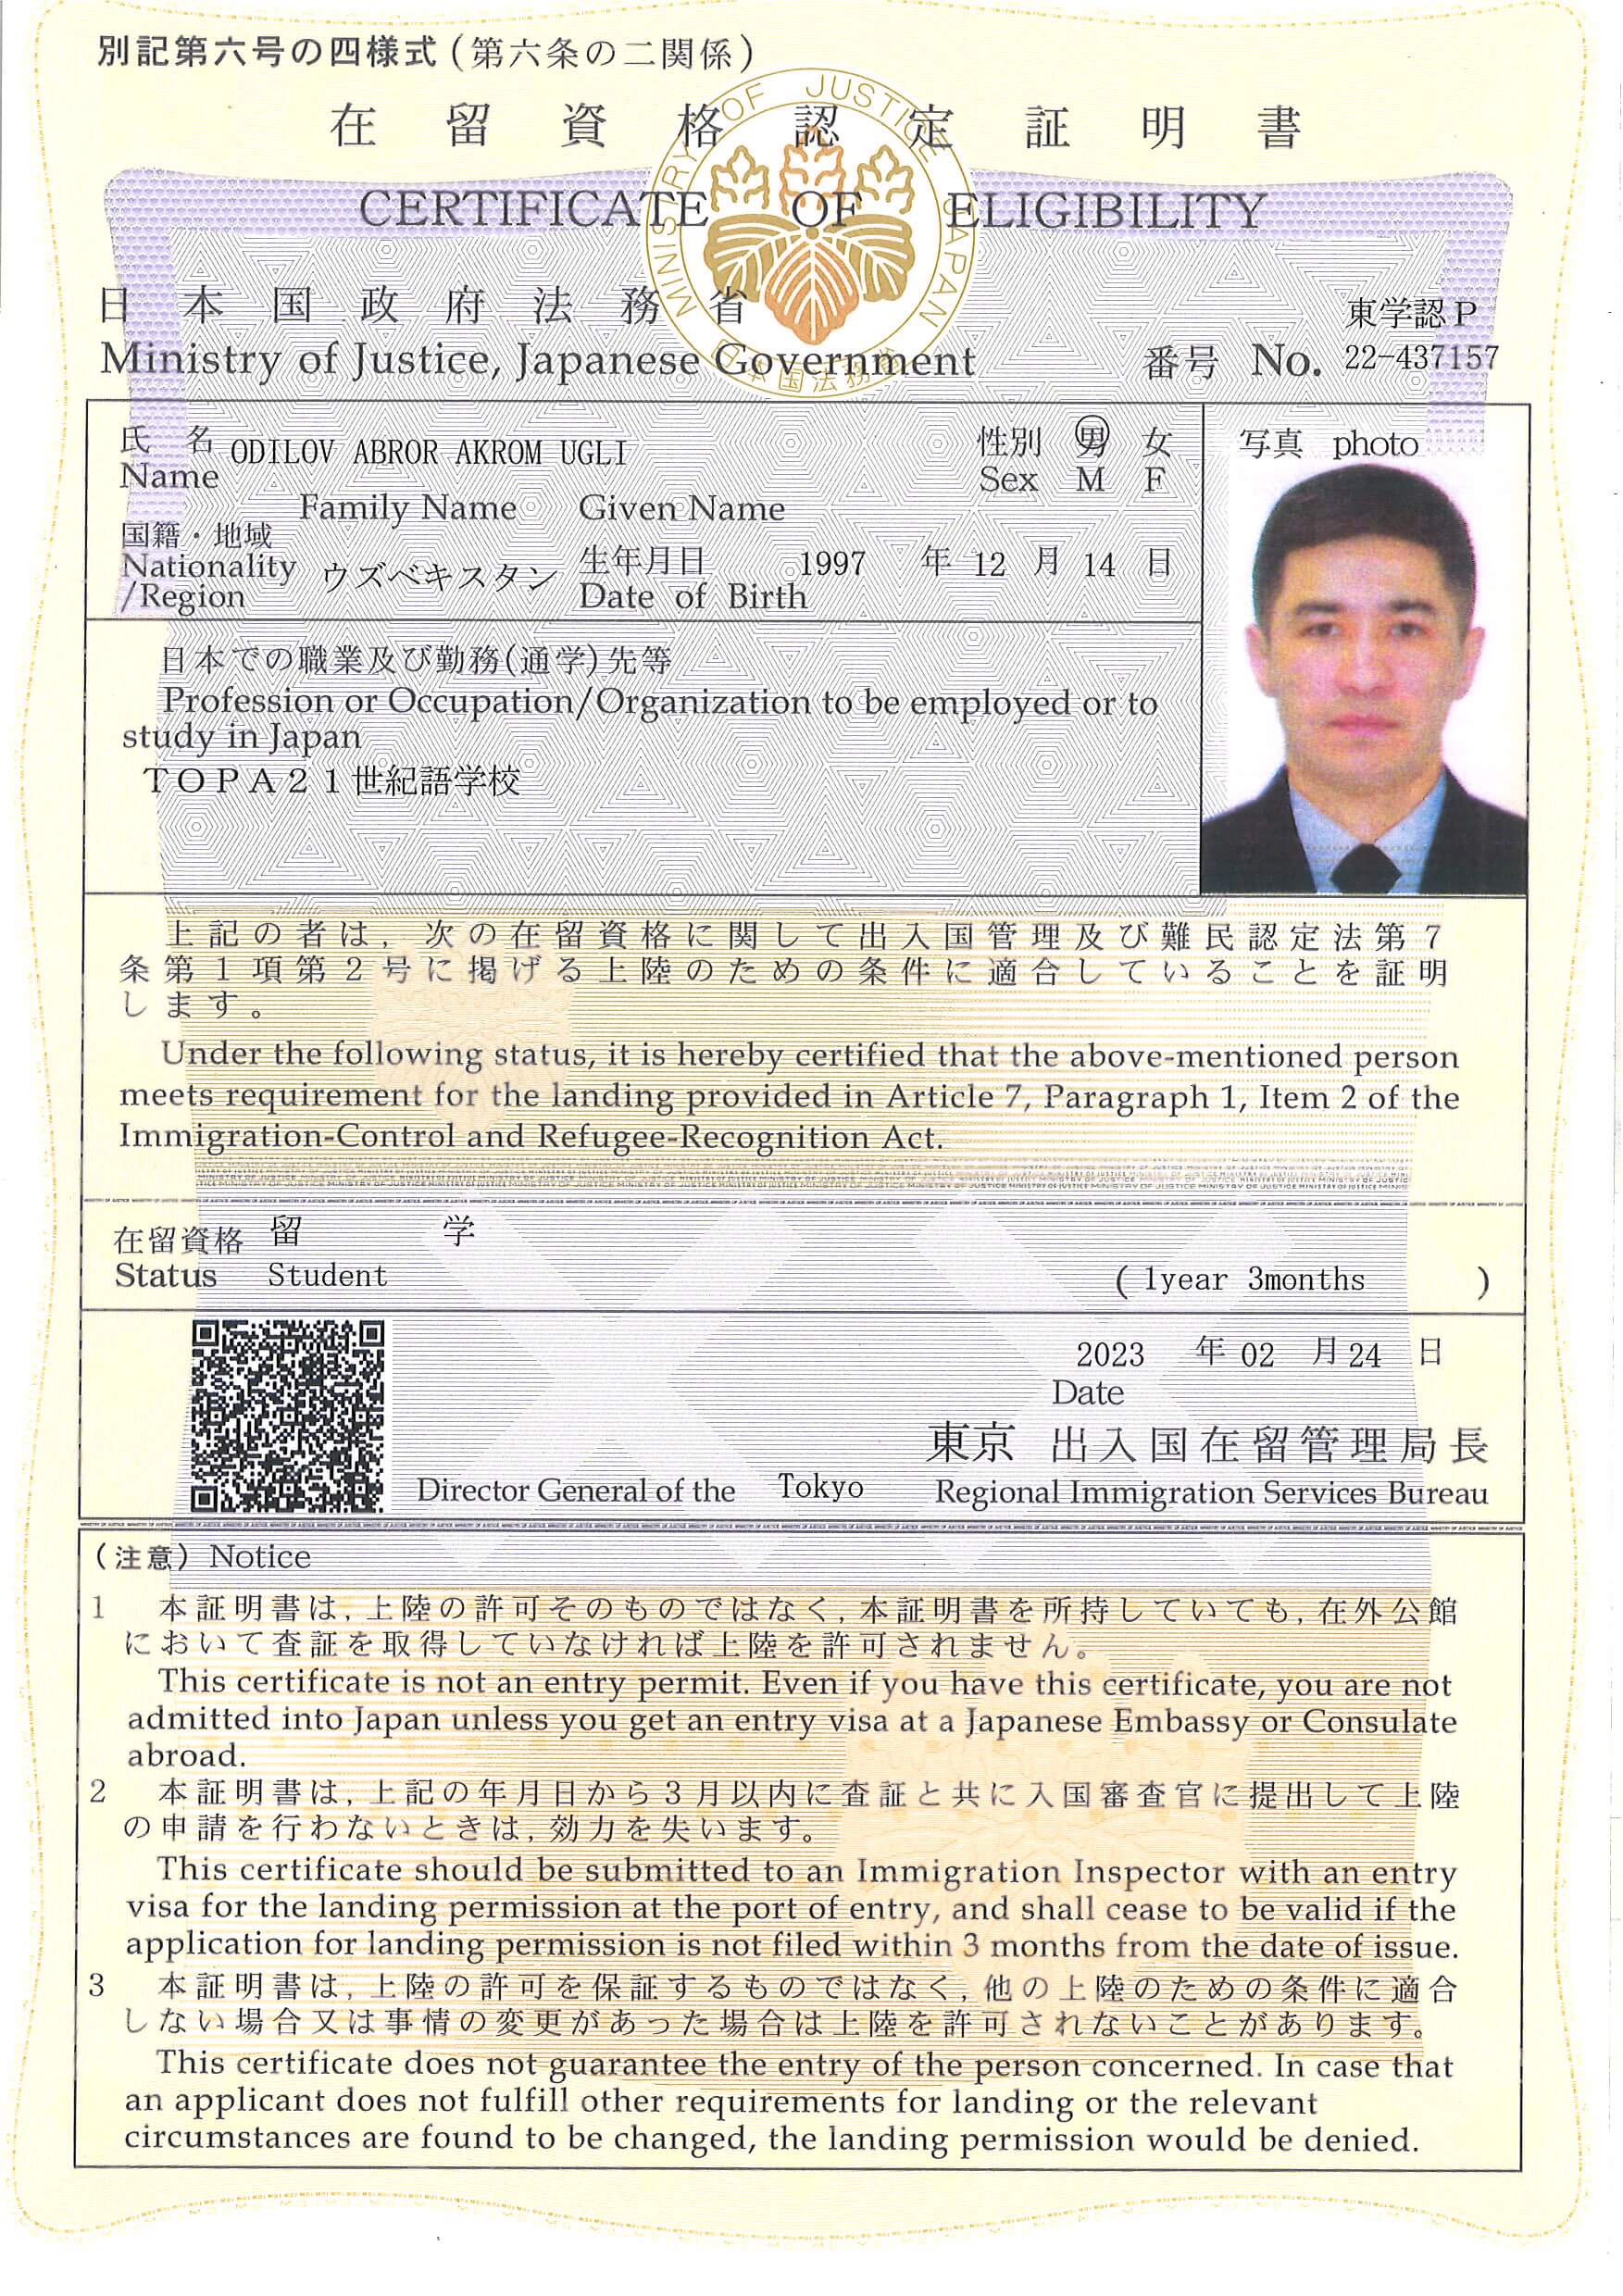 別記第六号の四様式（第六条の二関係）
在留資格認定証明書
CERTIFICATE OF ELIGIBILITY
MINISTRY OF JUSTICE JAPAN
日本国法務省
日本国政府法務省
東学認P
Ministry of Justice, Japanese Government
番号 No. 22-437157
氏名 ODILOV ABROR AKROM UGLI
Name
Family Name Given Name
性別 男 女
Sex M F
写真 photo
国籍・地域
Nationality ウズベキスタン
/Region
生年月日 1997 年 12 月 14 日
Date of Birth
日本での職業及び勤務(通学)先等
Profession or Occupation/Organization to be employed or to
study in Japan
TOPA21世紀語学校
上記の者は，次の在留資格に関して出入国管理及び難民認定法第7
条第1項第2号に掲げる上陸のための条件に適合していることを証明
します。
Under the following status, it is hereby certified that the above-mentioned person
meets requirement for the landing provided in Article 7, Paragraph 1, Item 2 of the
Immigration-Control and Refugee-Recognition Act.
在留資格 留学
Status Student
( 1year 3months )
2023 年 02 月 24 日
Date
東京 出入国在留管理局長
Director General of the Tokyo Regional Immigration Services Bureau
（注意）Notice
1 本証明書は，上陸の許可そのものではなく，本証明書を所持していても，在外公館
において査証を取得していなければ上陸を許可されません。
This certificate is not an entry permit. Even if you have this certificate, you are not
admitted into Japan unless you get an entry visa at a Japanese Embassy or Consulate
abroad.
2 本証明書は，上記の年月日から3月以内に査証と共に入国審査官に提出して上陸
の申請を行わないときは，効力を失います。
This certificate should be submitted to an Immigration Inspector with an entry
visa for the landing permission at the port of entry, and shall cease to be valid if the
application for landing permission is not filed within 3 months from the date of issue.
3 本証明書は，上陸の許可を保証するものではなく，他の上陸のための条件に適合
しない場合又は事情の変更があった場合は上陸を許可されないことがあります。
This certificate does not guarantee the entry of the person concerned. In case that
an applicant does not fulfill other requirements for landing or the relevant
circumstances are found to be changed, the landing permission would be denied.